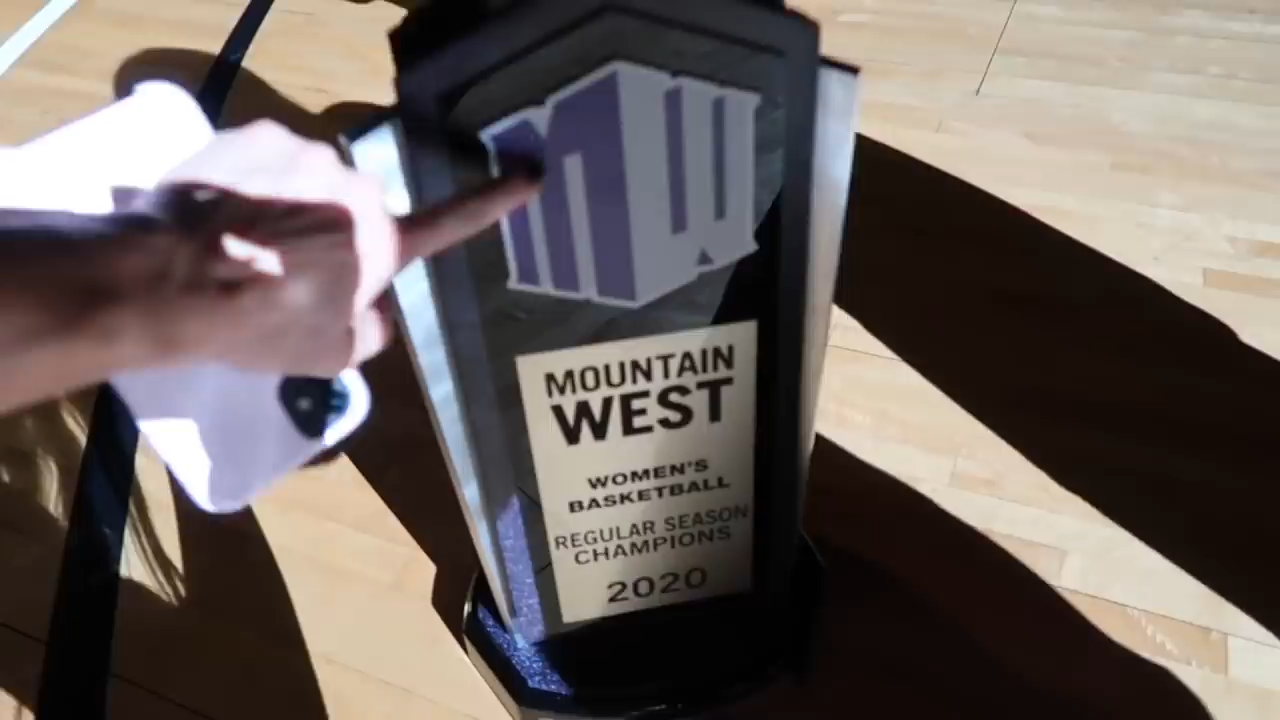 MW
MOUNTAIN
WEST
WOMEN'S
BASKETBALL
REGULAR SEASON
CHAMPIONS
2020